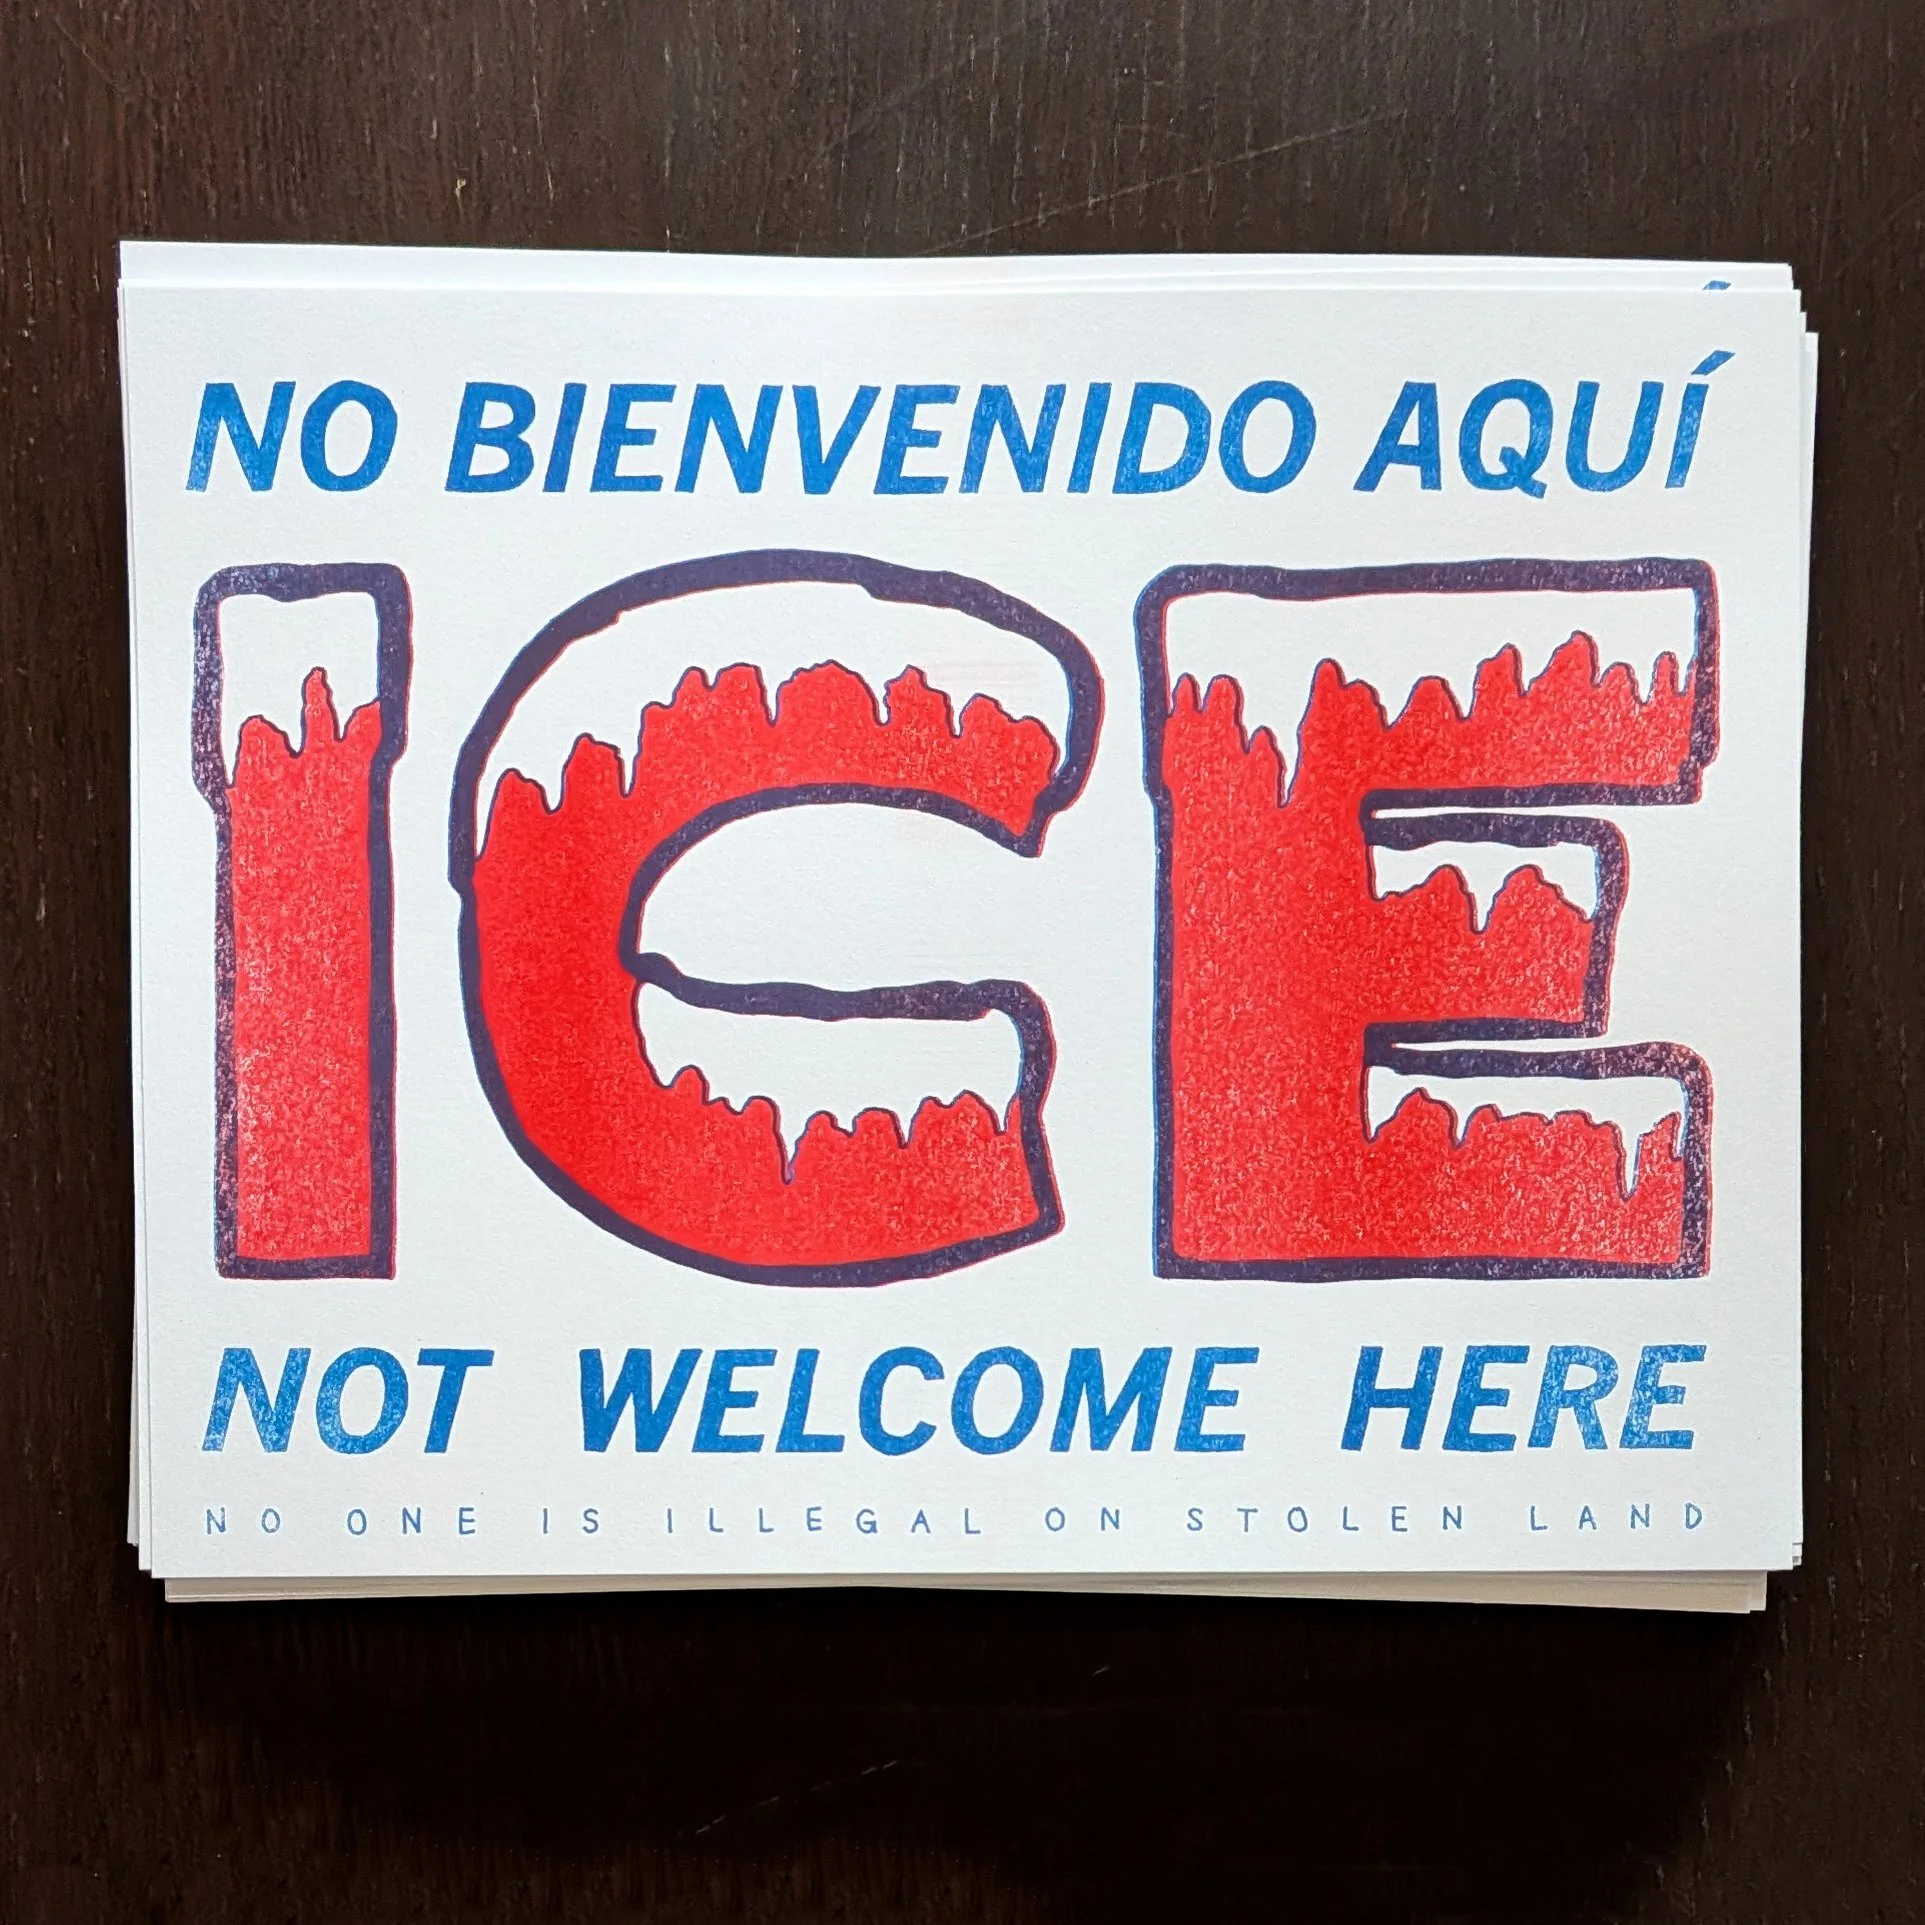 NO BIENVENIDO AQUÍ
ICE
NOT WELCOME HERE
NO ONE IS ILLEGAL ON STOLEN LAND